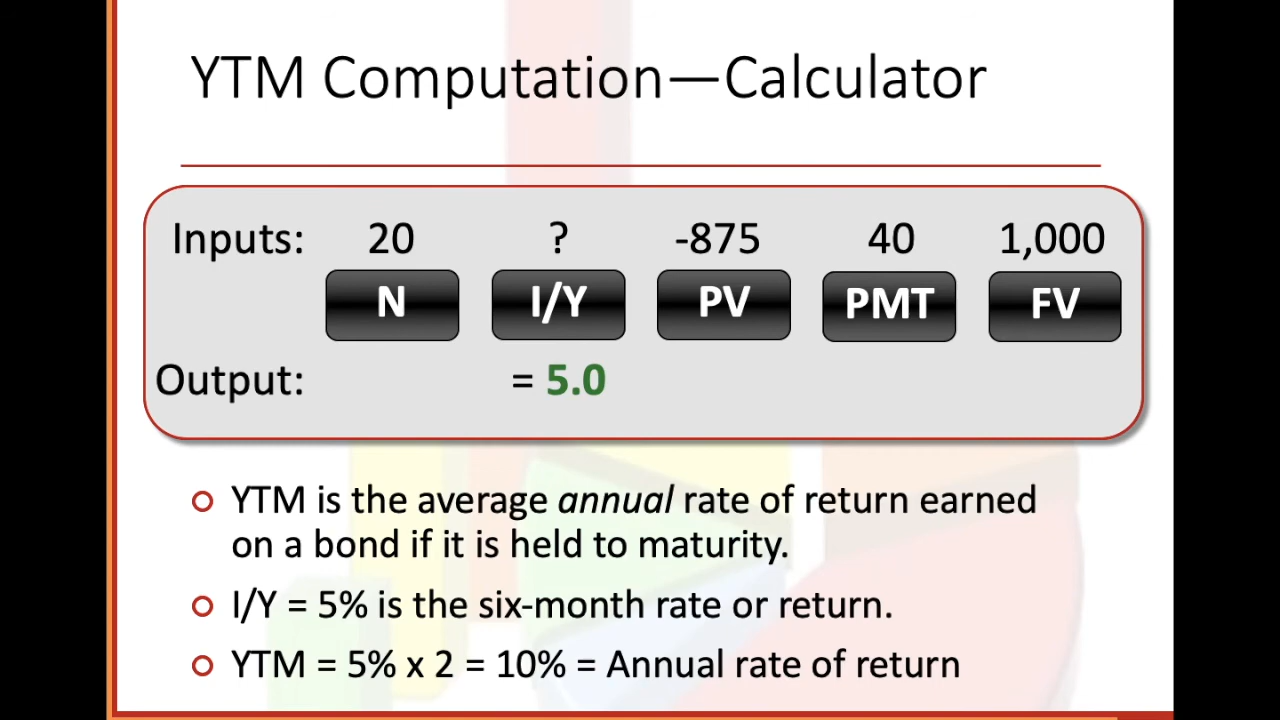 YTM Computation—Calculator
Inputs: 20 ? -875 40 1,000
N I/Y PV PMT FV
Output: = 5.0
YTM is the average annual rate of return earned
on a bond if it is held to maturity.
I/Y = 5% is the six-month rate or return.
YTM = 5% x 2 = 10% = Annual rate of return